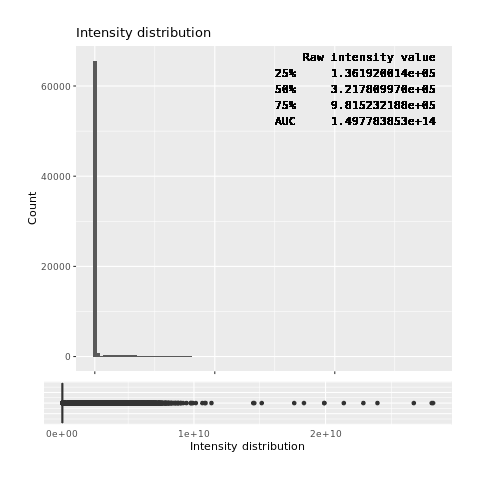 Intensity distribution
Raw intensity value
25% 1.361920014e+05
50% 3.217809970e+05
75% 9.815232188e+05
AUC 1.497783853e+14
60000
40000
20000
0
Count
0e+00 1e+10 2e+10
Intensity distribution